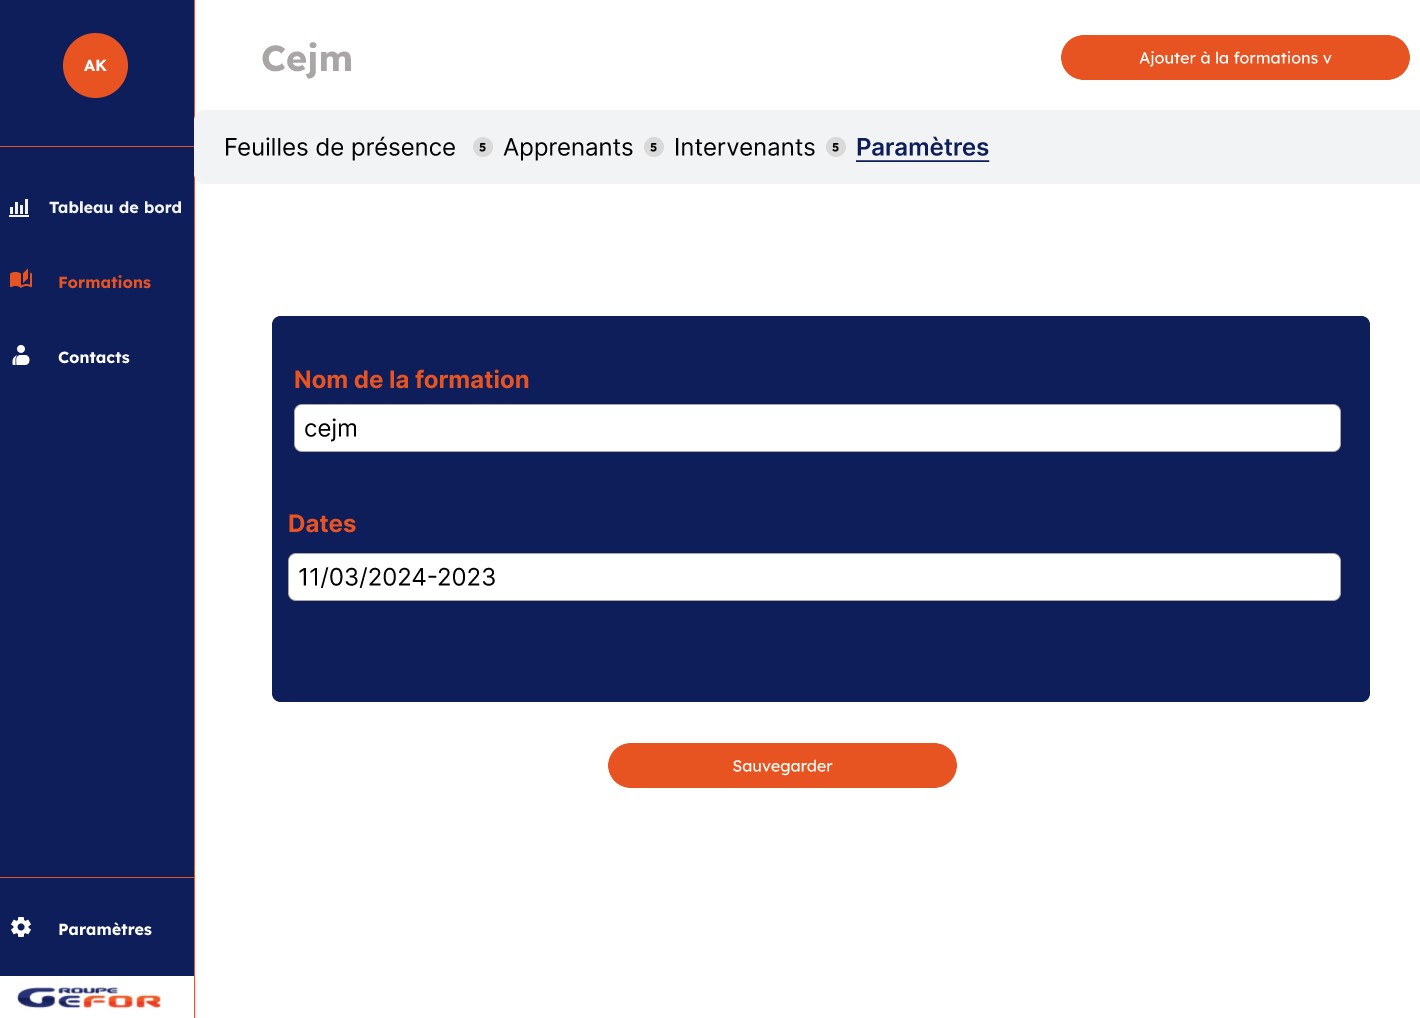 AK
Cejm
Ajouter à la formations v
Feuilles de présence 5 Apprenants 5 Intervenants 5 Paramètres
Tableau de bord
Formations
Contacts
Nom de la formation
cejm
Dates
11/03/2024-2023
Sauvegarder
Paramètres
GROUPE
GEFOR